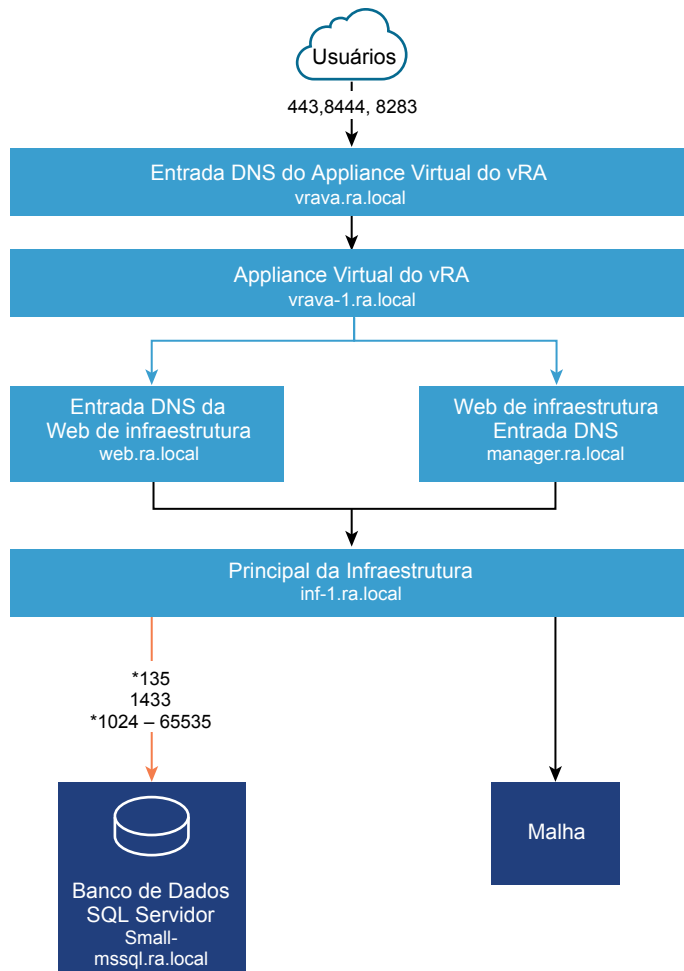 Usuários
443,8444, 8283
Entrada DNS do Appliance Virtual do vRA
vrava.ra.local
Appliance Virtual do vRA
vrava-1.ra.local
Entrada DNS da
Web de infraestrutura
web.ra.local
Web de infraestrutura
Entrada DNS
manager.ra.local
Principal da Infraestrutura
inf-1.ra.local
*135
1433
*1024 – 65535
Banco de Dados
SQL Servidor
Small-
mssql.ra.local
Malha